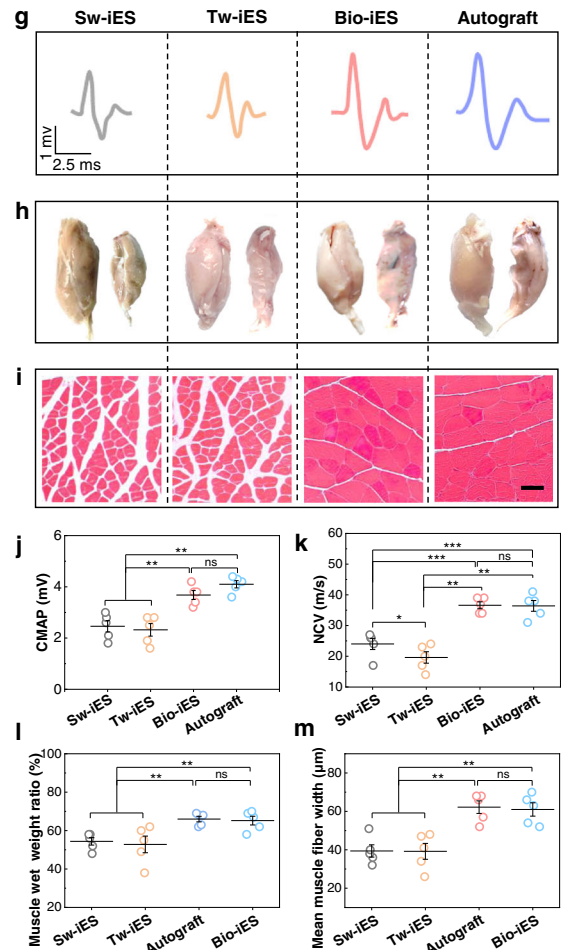 g Sw-iES Tw-iES Bio-iES Autograft
1 mv
2.5 ms
h
i
j
CMAP (mV)
6
4
2
0
** ** ns
Sw-iES Tw-iES Bio-iES Autograft
k
NCV (m/s)
60
50
40
30
20
10
*** *** ns ** ** *
Sw-iES Tw-iES Bio-iES Autograft
l
Muscle wet weight ratio (%)
100
80
60
40
20
** ** ns
Sw-iES Tw-iES Autograft Bio-iES
m
Mean muscle fiber width (μm)
80
60
40
20
** ** ns
Sw-iES Tw-iES Autograft Bio-iES